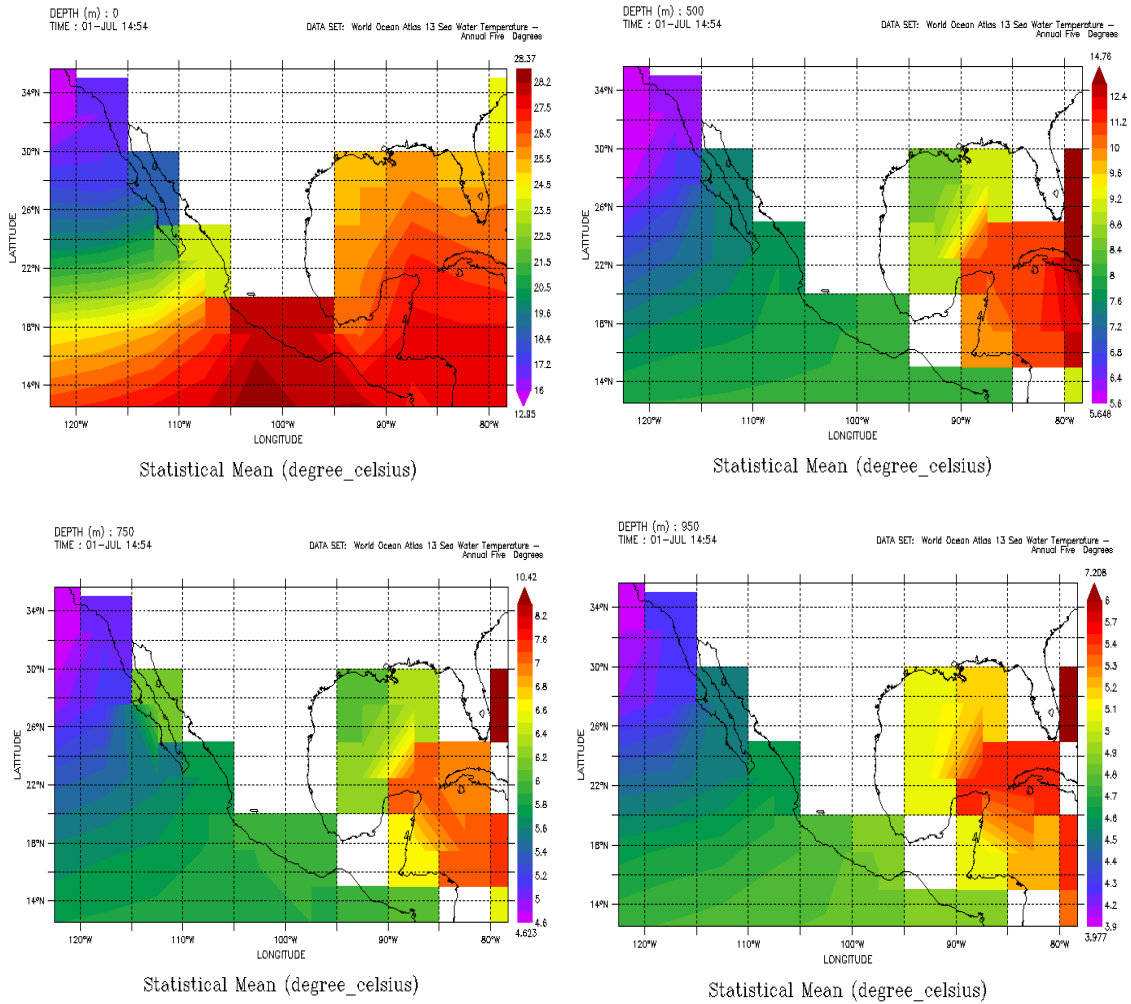 DEPTH (m) : 0
TIME : 01-JUL 14:54
DATA SET: World Ocean Atlas 13 Sea Water Temperature –
Annual Five Degrees
28.37
28.2
27.5
26.5
25.5
24.5
23.5
22.5
21.5
20.5
19.6
18.4
17.2
16
12.95
34°N
30°N
26°N
22°N
18°N
14°N
LATITUDE
120°W
110°W
100°W
90°W
80°W
LONGITUDE
Statistical Mean (degree_celsius)
DEPTH (m) : 500
TIME : 01-JUL 14:54
DATA SET: World Ocean Atlas 13 Sea Water Temperature –
Annual Five Degrees
14.76
12.4
11.2
10
9.6
9.2
8.8
8.4
8
7.6
7.2
6.8
6.4
6
5.6
5.648
34°N
30°N
26°N
22°N
18°N
14°N
LATITUDE
120°W
110°W
100°W
90°W
80°W
LONGITUDE
Statistical Mean (degree_celsius)
DEPTH (m) : 750
TIME : 01-JUL 14:54
DATA SET: World Ocean Atlas 13 Sea Water Temperature –
Annual Five Degrees
10.42
8.2
7.6
7
6.8
6.6
6.4
6.2
6
5.8
5.6
5.4
5.2
5
4.8
4.6
4.623
34°N
30°N
26°N
22°N
18°N
14°N
LATITUDE
120°W
110°W
100°W
90°W
80°W
LONGITUDE
Statistical Mean (degree_celsius)
DEPTH (m) : 950
TIME : 01-JUL 14:54
DATA SET: World Ocean Atlas 13 Sea Water Temperature –
Annual Five Degrees
7.208
6
5.7
5.4
5.3
5.2
5.1
5
4.9
4.8
4.7
4.6
4.5
4.4
4.3
4.2
4.1
3.9
3.977
34°N
30°N
26°N
22°N
18°N
14°N
LATITUDE
120°W
110°W
100°W
90°W
80°W
LONGITUDE
Statistical Mean (degree_celsius)